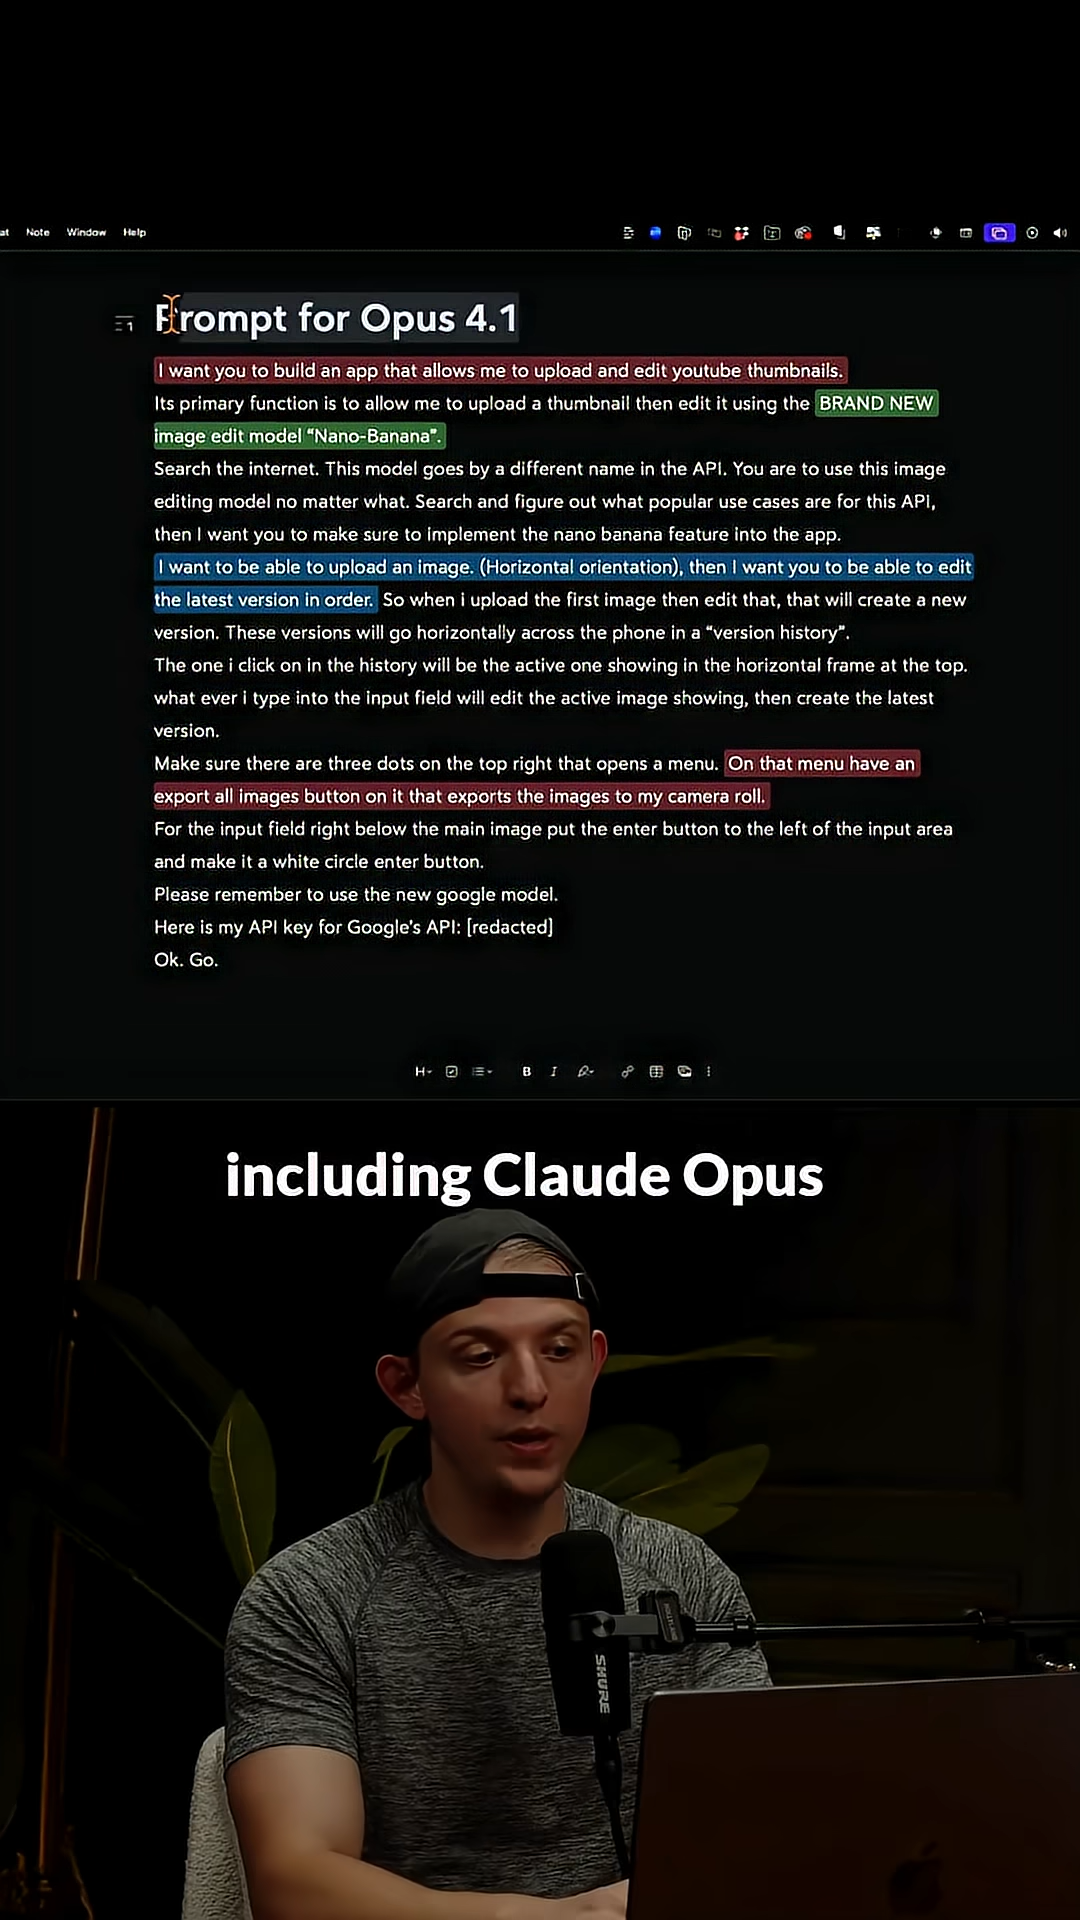 Note Window Help
Prompt for Opus 4.1
I want you to build an app that allows me to upload and edit youtube thumbnails.
Its primary function is to allow me to upload a thumbnail then edit it using the BRAND NEW
image edit model “Nano-Banana”.
Search the internet. This model goes by a different name in the API. You are to use this image
editing model no matter what. Search and figure out what popular use cases are for this API,
then I want you to make sure to implement the nano banana feature into the app.
I want to be able to upload an image. (Horizontal orientation), then I want you to be able to edit
the latest version in order. So when i upload the first image then edit that, that will create a new
version. These versions will go horizontally across the phone in a “version history”.
The one i click on in the history will be the active one showing in the horizontal frame at the top.
what ever i type into the input field will edit the active image showing, then create the latest
version.
Make sure there are three dots on the top right that opens a menu. On that menu have an
export all images button on it that exports the images to my camera roll.
For the input field right below the main image put the enter button to the left of the input area
and make it a white circle enter button.
Please remember to use the new google model.
Here is my API key for Google's API: [redacted]
Ok. Go.
H B I
including Claude Opus
SHURE